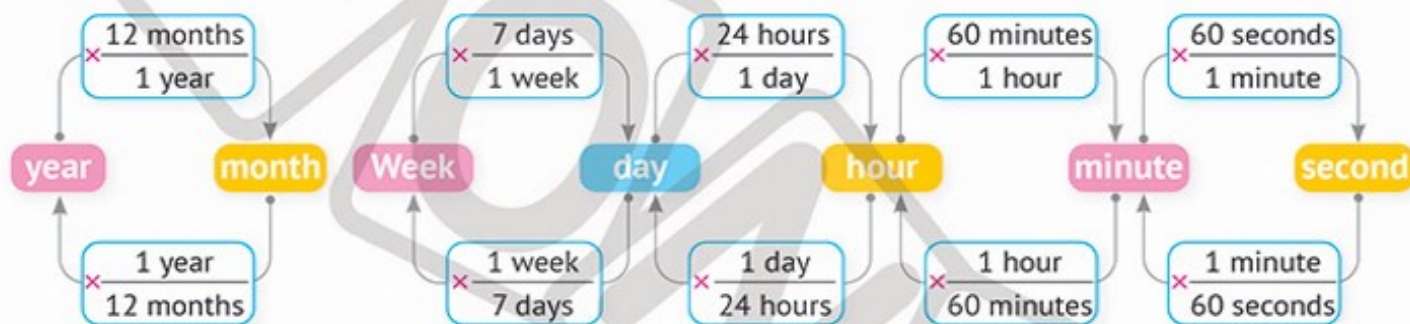 × 12 months / 1 year
× 7 days / 1 week
× 24 hours / 1 day
× 60 minutes / 1 hour
× 60 seconds / 1 minute
year month Week day hour minute second
× 1 year / 12 months
× 1 week / 7 days
× 1 day / 24 hours
× 1 hour / 60 minutes
× 1 minute / 60 seconds